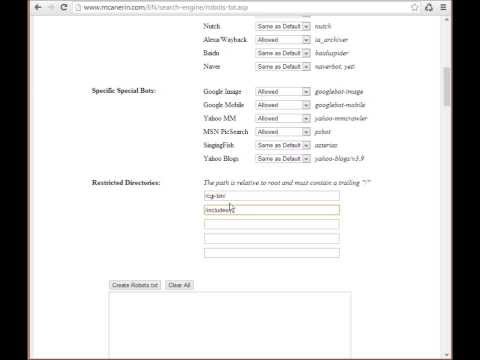 www.mcanerin.com/EN/search-engine/robots-txt.asp
Nutch Same as Default nutch
Alexa/Wayback Allowed ia_archiver
Baidu Same as Default baiduspider
Naver Same as Default naverbot, yeti
Specific Special Bots: Google Image Allowed googlebot-image
Google Mobile Allowed googlebot-mobile
Yahoo MM Allowed yahoo-mmcrawler
MSN PicSearch Allowed psbot
SingingFish Same as Default asterias
Yahoo Blogs Same as Default yahoo-blogs/v3.9
Restricted Directories: The path is relative to root and must contain a trailing "/"
/cgi-bin/
/includes/
Create Robots.txt Clear All